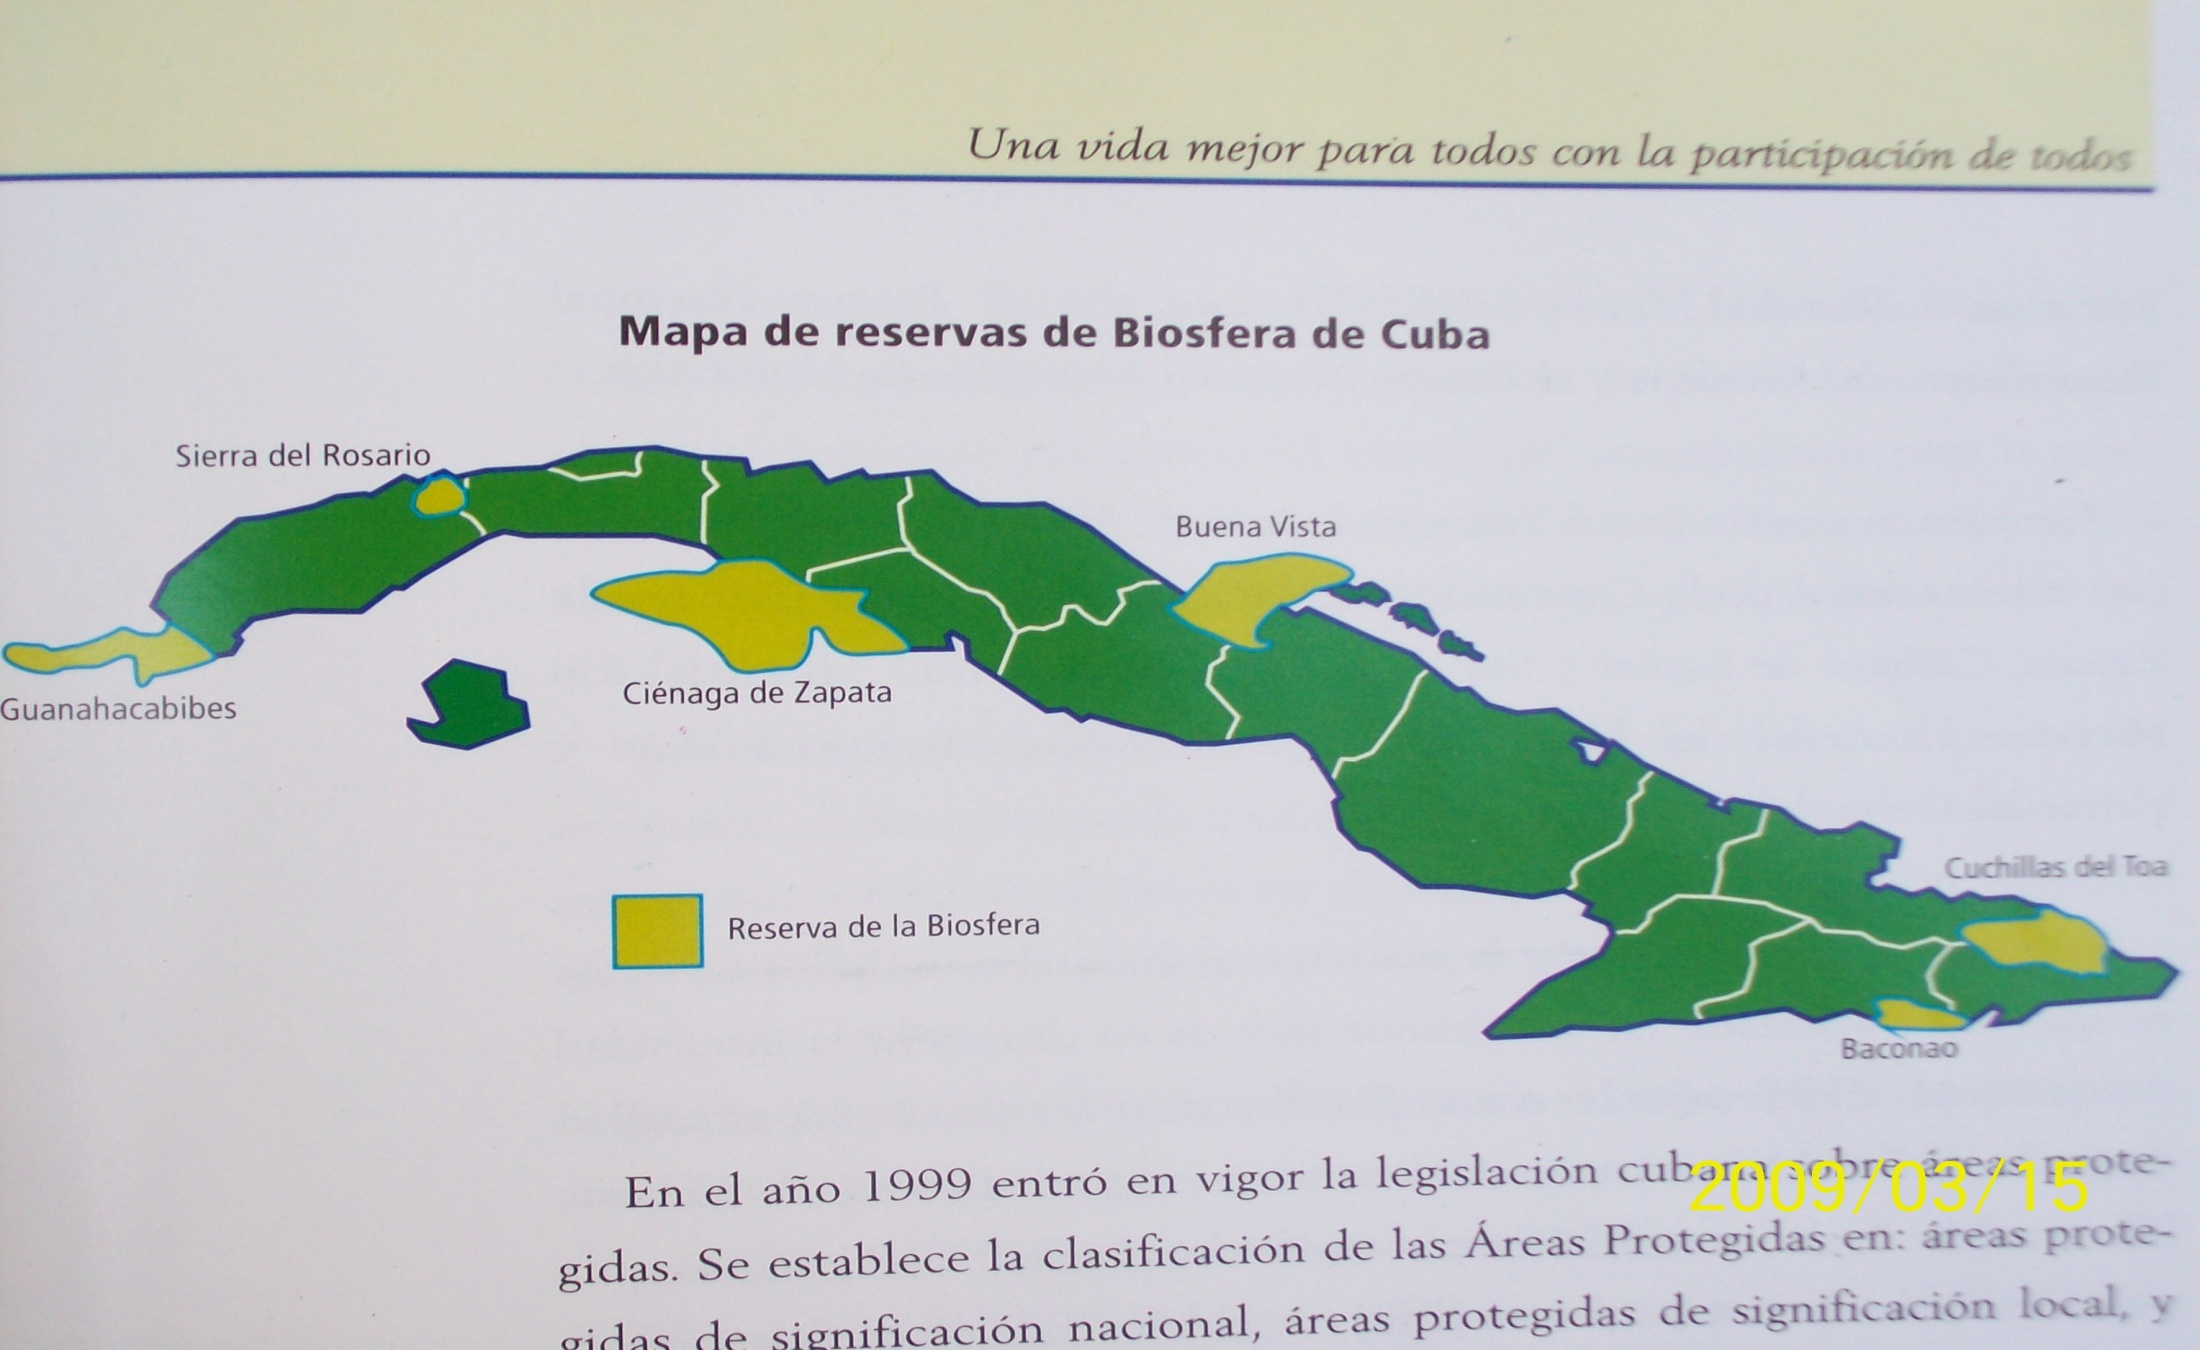 Una vida mejor para todos con la participación de todos
Mapa de reservas de Biosfera de Cuba
Sierra del Rosario
Buena Vista
Guanahacabibes
Ciénaga de Zapata
Cuchillas del Toa
Reserva de la Biosfera
Baconao
En el año 1999 entró en vigor la legislación cubana sobre áreas prote-
2009/03/15
gidas. Se establece la clasificación de las Áreas Protegidas en: áreas prote-
gidas de significación nacional, áreas protegidas de significación local, y